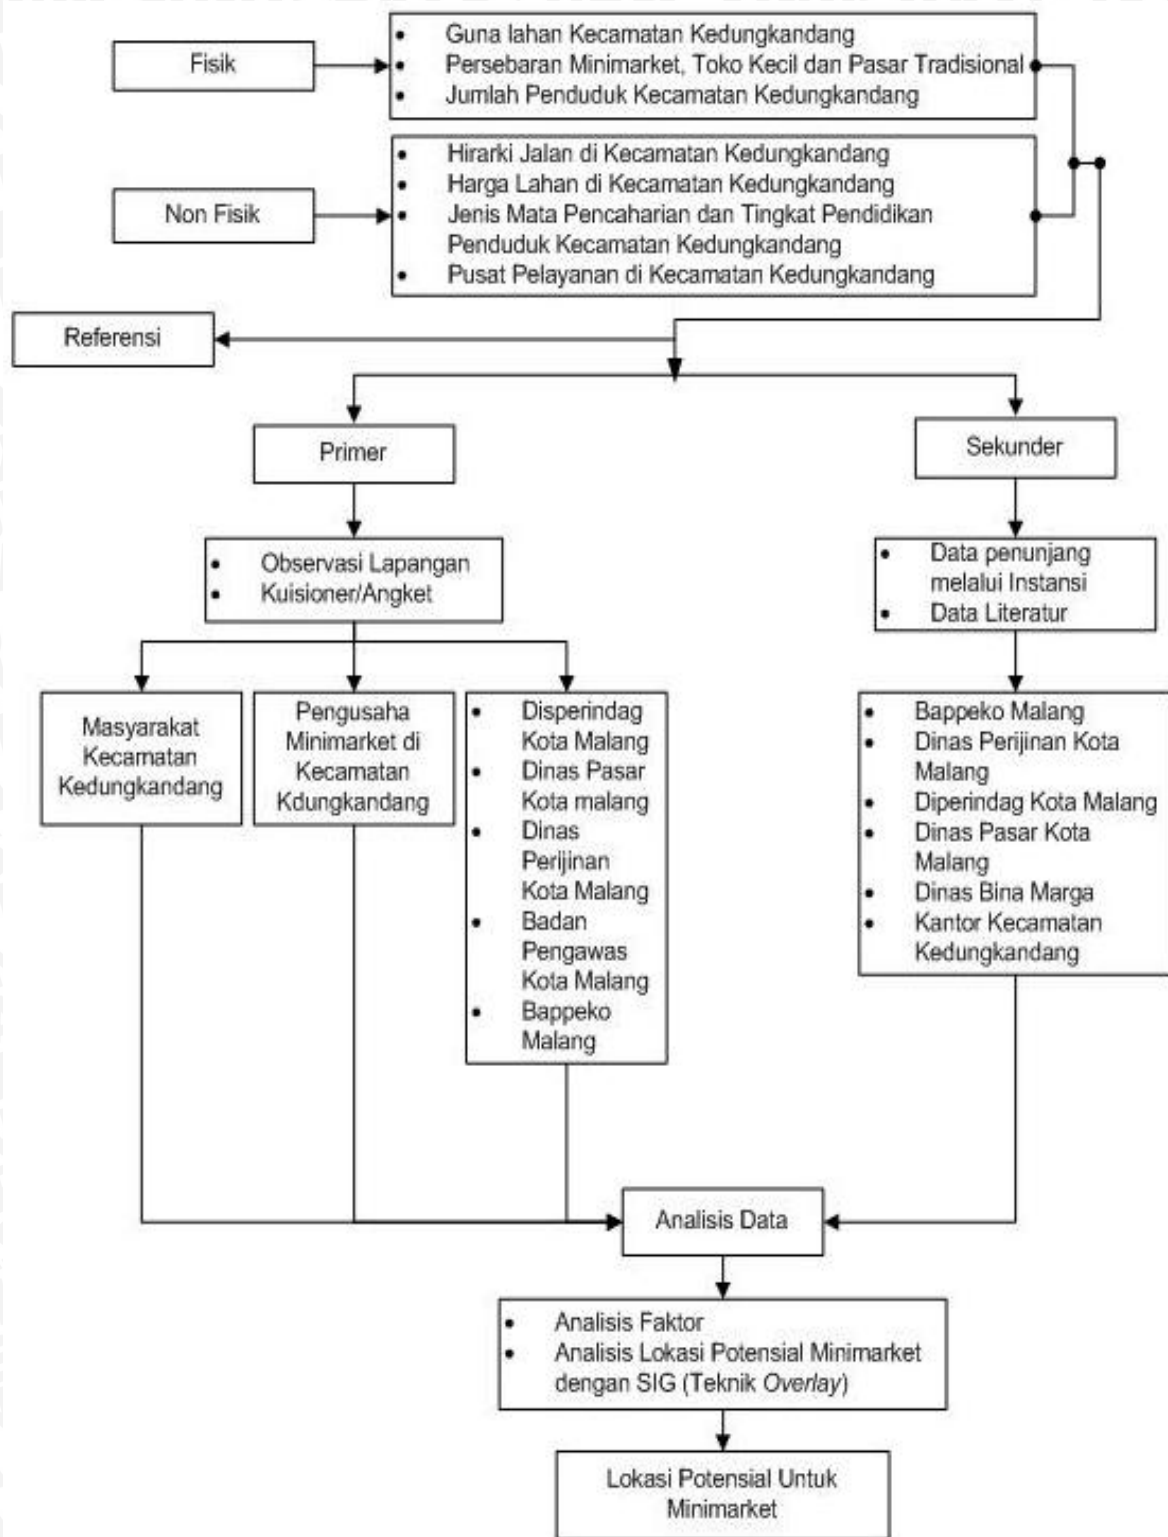 Fisik
• Guna lahan Kecamatan Kedungkandang
• Persebaran Minimarket, Toko Kecil dan Pasar Tradisional
• Jumlah Penduduk Kecamatan Kedungkandang
Non Fisik
• Hirarki Jalan di Kecamatan Kedungkandang
• Harga Lahan di Kecamatan Kedungkandang
• Jenis Mata Pencaharian dan Tingkat Pendidikan
Penduduk Kecamatan Kedungkandang
• Pusat Pelayanan di Kecamatan Kedungkandang
Referensi
Primer
Sekunder
• Observasi Lapangan
• Kuisioner/Angket
• Data penunjang
melalui Instansi
• Data Literatur
Masyarakat
Kecamatan
Kedungkandang
Pengusaha
Minimarket di
Kecamatan
Kdungkandang
• Disperindag
Kota Malang
• Dinas Pasar
Kota malang
• Dinas
Perijinan
Kota Malang
• Badan
Pengawas
Kota Malang
• Bappeko
Malang
• Bappeko Malang
• Dinas Perijinan Kota
Malang
• Diperindag Kota Malang
• Dinas Pasar Kota
Malang
• Dinas Bina Marga
• Kantor Kecamatan
Kedungkandang
Analisis Data
• Analisis Faktor
• Analisis Lokasi Potensial Minimarket
dengan SIG (Teknik Overlay)
Lokasi Potensial Untuk
Minimarket